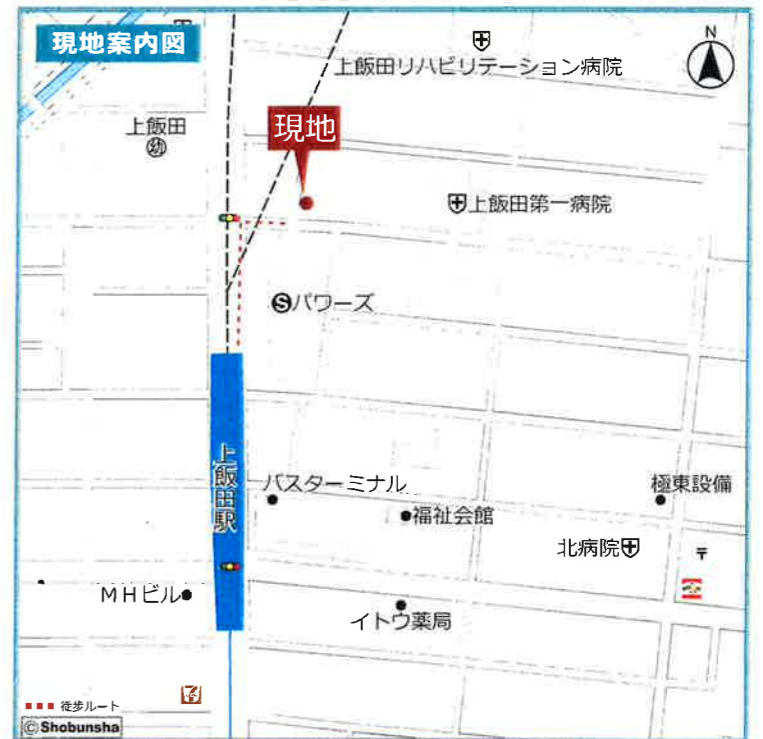 現地案内図
N
上飯田リハビリテーション病院
上飯田
幼
現地
上飯田第一病院
S パワーズ
上飯田駅
バスターミナル
極東設備
福祉会館
北病院
〒
MHビル
イトウ薬局
徒歩ルート
© Shobunsha